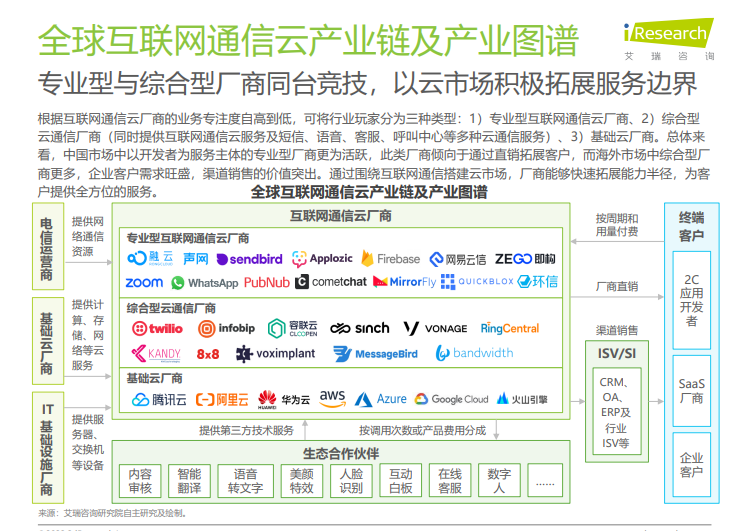 全球互联网通信云产业链及产业图谱
iResearch
艾 瑞 咨 询
专业型与综合型厂商同台竞技，以云市场积极拓展服务边界
根据互联网通信云厂商的业务专注度自高到低，可将行业玩家分为三种类型：1）专业型互联网通信云厂商、2）综合型
云通信厂商（同时提供互联网通信云服务及短信、语音、客服、呼叫中心等多种云通信服务）、3）基础云厂商。总体来
看，中国市场中以开发者为服务主体的专业型厂商更为活跃，此类厂商倾向于通过直销拓展客户，而海外市场中综合型厂
商更多，企业客户需求旺盛，渠道销售的价值突出。通过围绕互联网通信搭建云市场，厂商能够快速拓展能力半径，为客
户提供全方位的服务。
全球互联网通信云产业链及产业图谱
电信运营商
提供网
络通信
资源
基础云厂商
提供计
算、存
储、网
络等云
服务
IT
基础设施厂商
提供服
务器、
交换机
等设备
互联网通信云厂商
专业型互联网通信云厂商
融云 声网 sendbird Applozic Firebase 网易云信 ZEGO即构
zoom WhatsApp PubNub cometchat MirrorFly QUICKBLOX 环信
综合型云通信厂商
twilio infobip 容联云 CLOOPEN sinch VONAGE RingCentral
KANDY 8x8 voximplant MessageBird bandwidth
基础云厂商
腾讯云 阿里云 HUAWEI 华为云 aws Azure Google Cloud 火山引擎
提供第三方技术服务
按调用次数或产品费用分成
生态合作伙伴
内容
审核
智能
翻译
语音
转文字
美颜
特效
人脸
识别
互动
白板
在线
客服
数字
人
......
按周期和
用量付费
厂商直销
渠道销售
ISV/SI
CRM、
OA、
ERP及
行业
ISV等
终端
客户
2C
应用
开发
者
SaaS
厂商
企业
客户
来源：艾瑞咨询研究院自主研究及绘制。